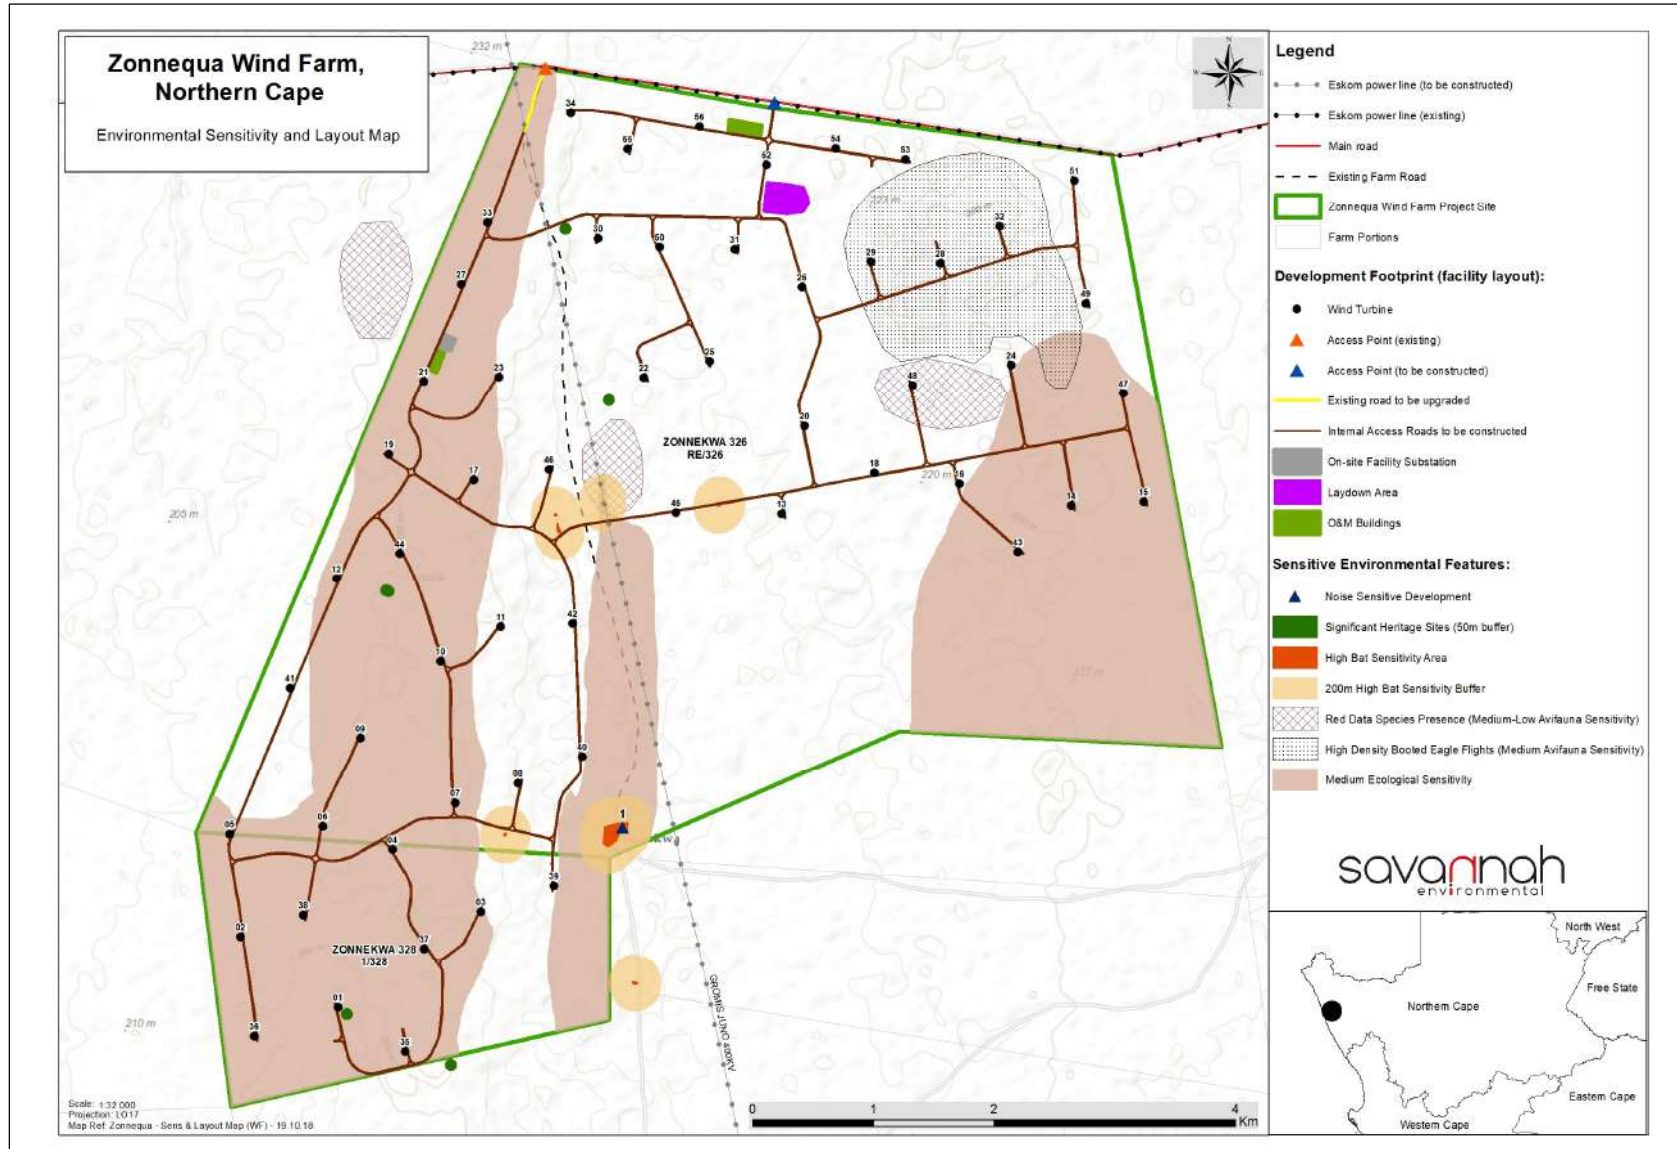 Zonnequa Wind Farm,
Northern Cape
Environmental Sensitivity and Layout Map
232 m
34
56
55
54
53
52
51
223 m
33
32
30
50
31
29
28
27
26
49
25
24
22
23
21
48
47
20
ZONNEKWA 326
RE/326
19
18
17
46
220 m
16
45
13
14
15
205 m
44
43
12
11
42
10
41
237 m
09
40
08
07
06
05
1
04
39
03
38
02
37
ZONNEKWA 328
1/328
01
36
35
210 m
GROMIS JUNO 400KV
Scale: 1:32 000
Projection: LO17
Map Ref: Zonnequa - Sens & Layout Map (WF) - 19.10.18
0 1 2 4
Km
N
W E
S
Legend
Eskom power line (to be constructed)
Eskom power line (existing)
Main road
Existing Farm Road
Zonnequa Wind Farm Project Site
Farm Portions
Development Footprint (facility layout):
Wind Turbine
Access Point (existing)
Access Point (to be constructed)
Existing road to be upgraded
Internal Access Roads to be constructed
On-site Facility Substation
Laydown Area
O&M Buildings
Sensitive Environmental Features:
Noise Sensitive Development
Significant Heritage Sites (50m buffer)
High Bat Sensitivity Area
200m High Bat Sensitivity Buffer
Red Data Species Presence (Medium-Low Avifauna Sensitivity)
High Density Booted Eagle Flights (Medium Avifauna Sensitivity)
Medium Ecological Sensitivity
savannah
environmental
North West
Free State
Northern Cape
Eastern Cape
Western Cape